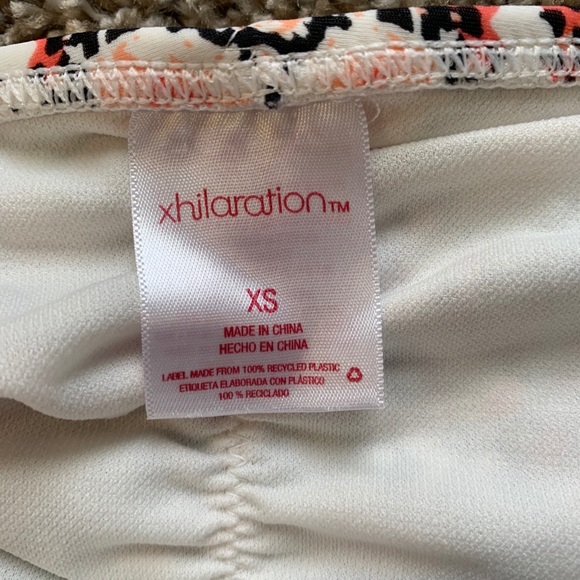 xhilaration™
XS
MADE IN CHINA
HECHO EN CHINA
LABEL MADE FROM 100% RECYCLED PLASTIC
ETIQUETA ELABORADA CON PLÁSTICO
100 % RECICLADO